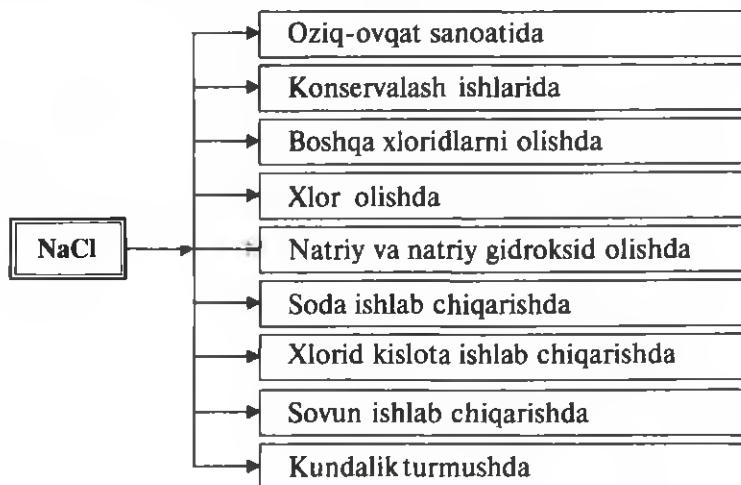 Oziq-ovqat sanoatida
Konservalash ishlarida
Boshqa xloridlarni olishda
Xlor olishda
NaCl
Natriy va natriy gidroksid olishda
Soda ishlab chiqarishda
Xlorid kislota ishlab chiqarishda
Sovun ishlab chiqarishda
Kundalik turmushda